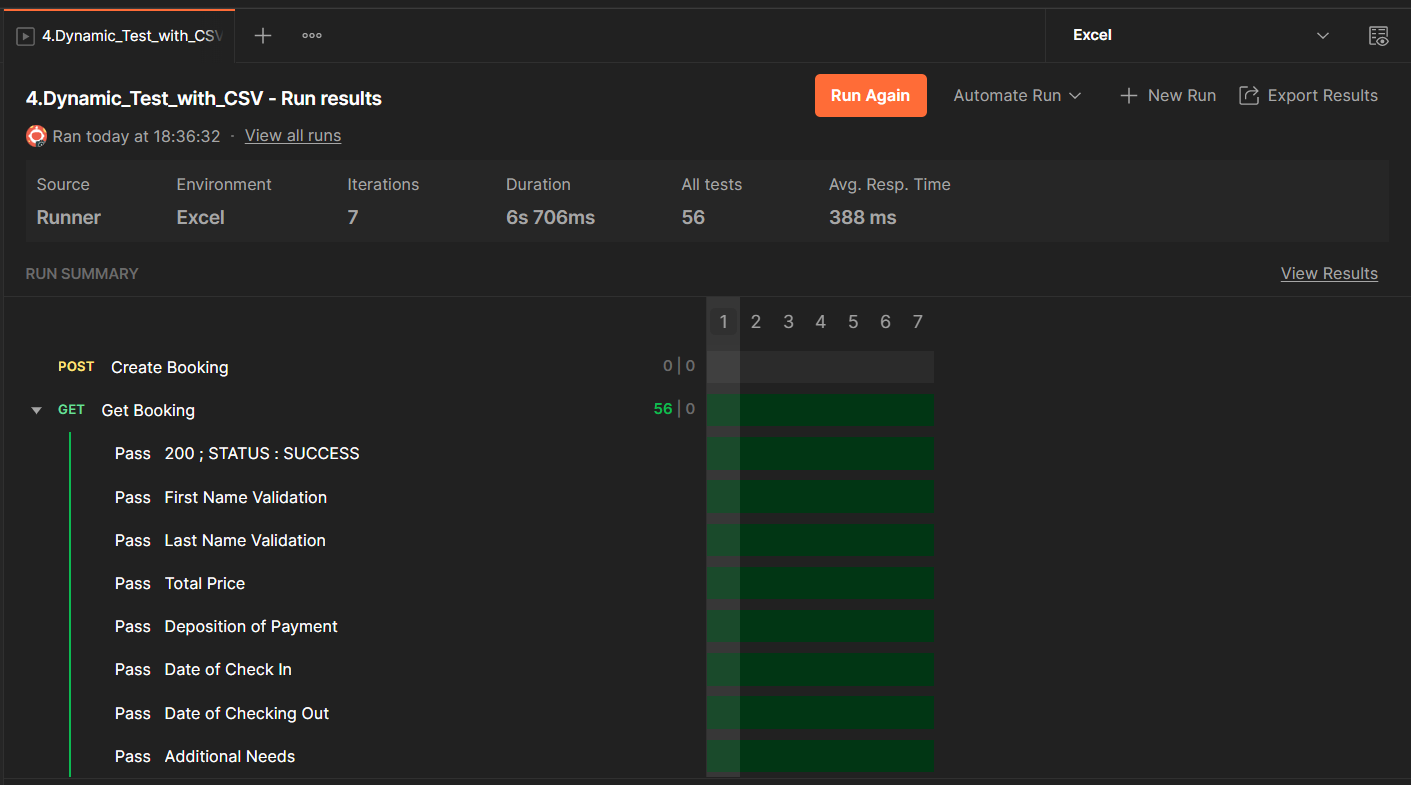 4.Dynamic_Test_with_CSV
Excel
4.Dynamic_Test_with_CSV - Run results
Run Again
Automate Run
New Run
Export Results
Ran today at 18:36:32 · View all runs
Source Environment Iterations Duration All tests Avg. Resp. Time
Runner Excel 7 6s 706ms 56 388 ms
RUN SUMMARY
View Results
1 2 3 4 5 6 7
POST Create Booking 0 | 0
GET Get Booking 56 | 0
Pass 200 ; STATUS : SUCCESS
Pass First Name Validation
Pass Last Name Validation
Pass Total Price
Pass Deposition of Payment
Pass Date of Check In
Pass Date of Checking Out
Pass Additional Needs